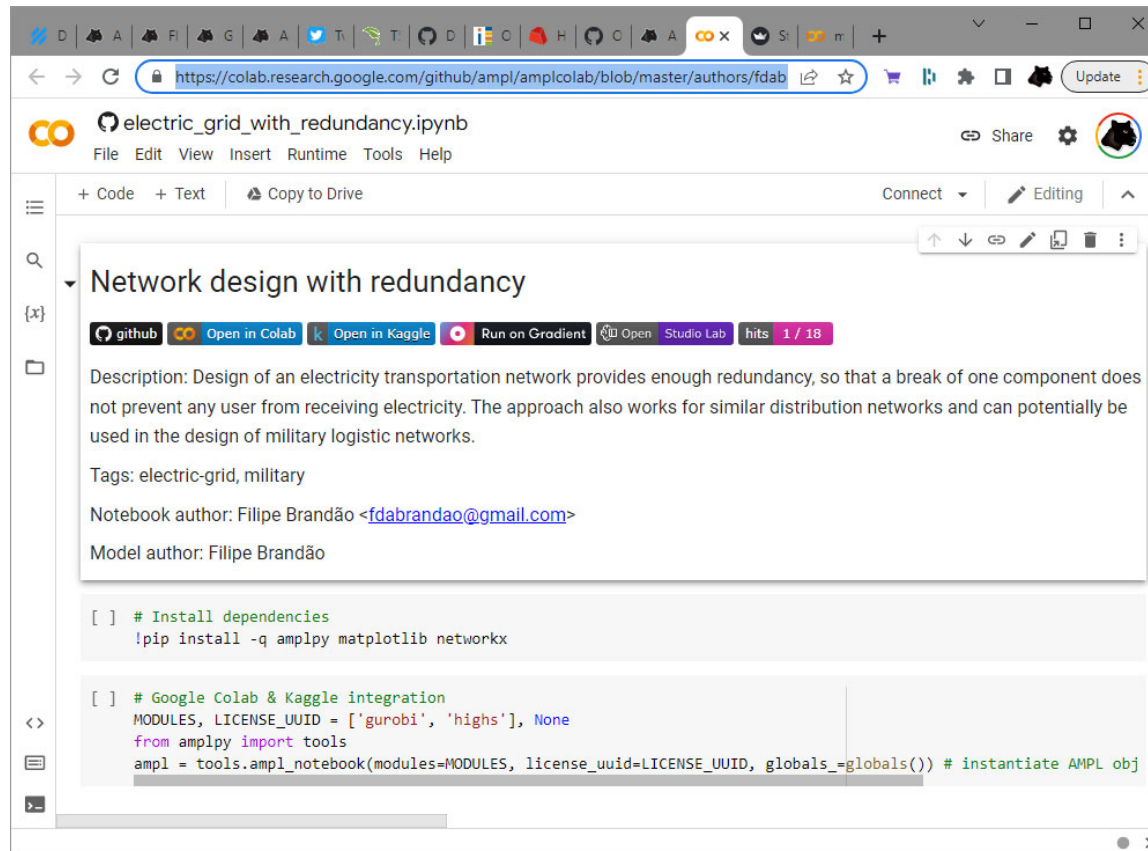 D A Fl G A Tv T: D O H O A St m
https://colab.research.google.com/github/ampl/amplcolab/blob/master/authors/fdab
Update
electric_grid_with_redundancy.ipynb
Share
File Edit View Insert Runtime Tools Help
+ Code + Text Copy to Drive Connect Editing
Network design with redundancy
{x}
github Open in Colab k Open in Kaggle Run on Gradient Open Studio Lab hits 1 / 18
Description: Design of an electricity transportation network provides enough redundancy, so that a break of one component does
not prevent any user from receiving electricity. The approach also works for similar distribution networks and can potentially be
used in the design of military logistic networks.
Tags: electric-grid, military
Notebook author: Filipe Brandão <fdabrandao@gmail.com>
Model author: Filipe Brandão
[ ] # Install dependencies
!pip install -q amplpy matplotlib networkx
[ ] # Google Colab & Kaggle integration
MODULES, LICENSE_UUID = ['gurobi', 'highs'], None
from amplpy import tools
ampl = tools.ampl_notebook(modules=MODULES, license_uuid=LICENSE_UUID, globals_=globals()) # instantiate AMPL obj